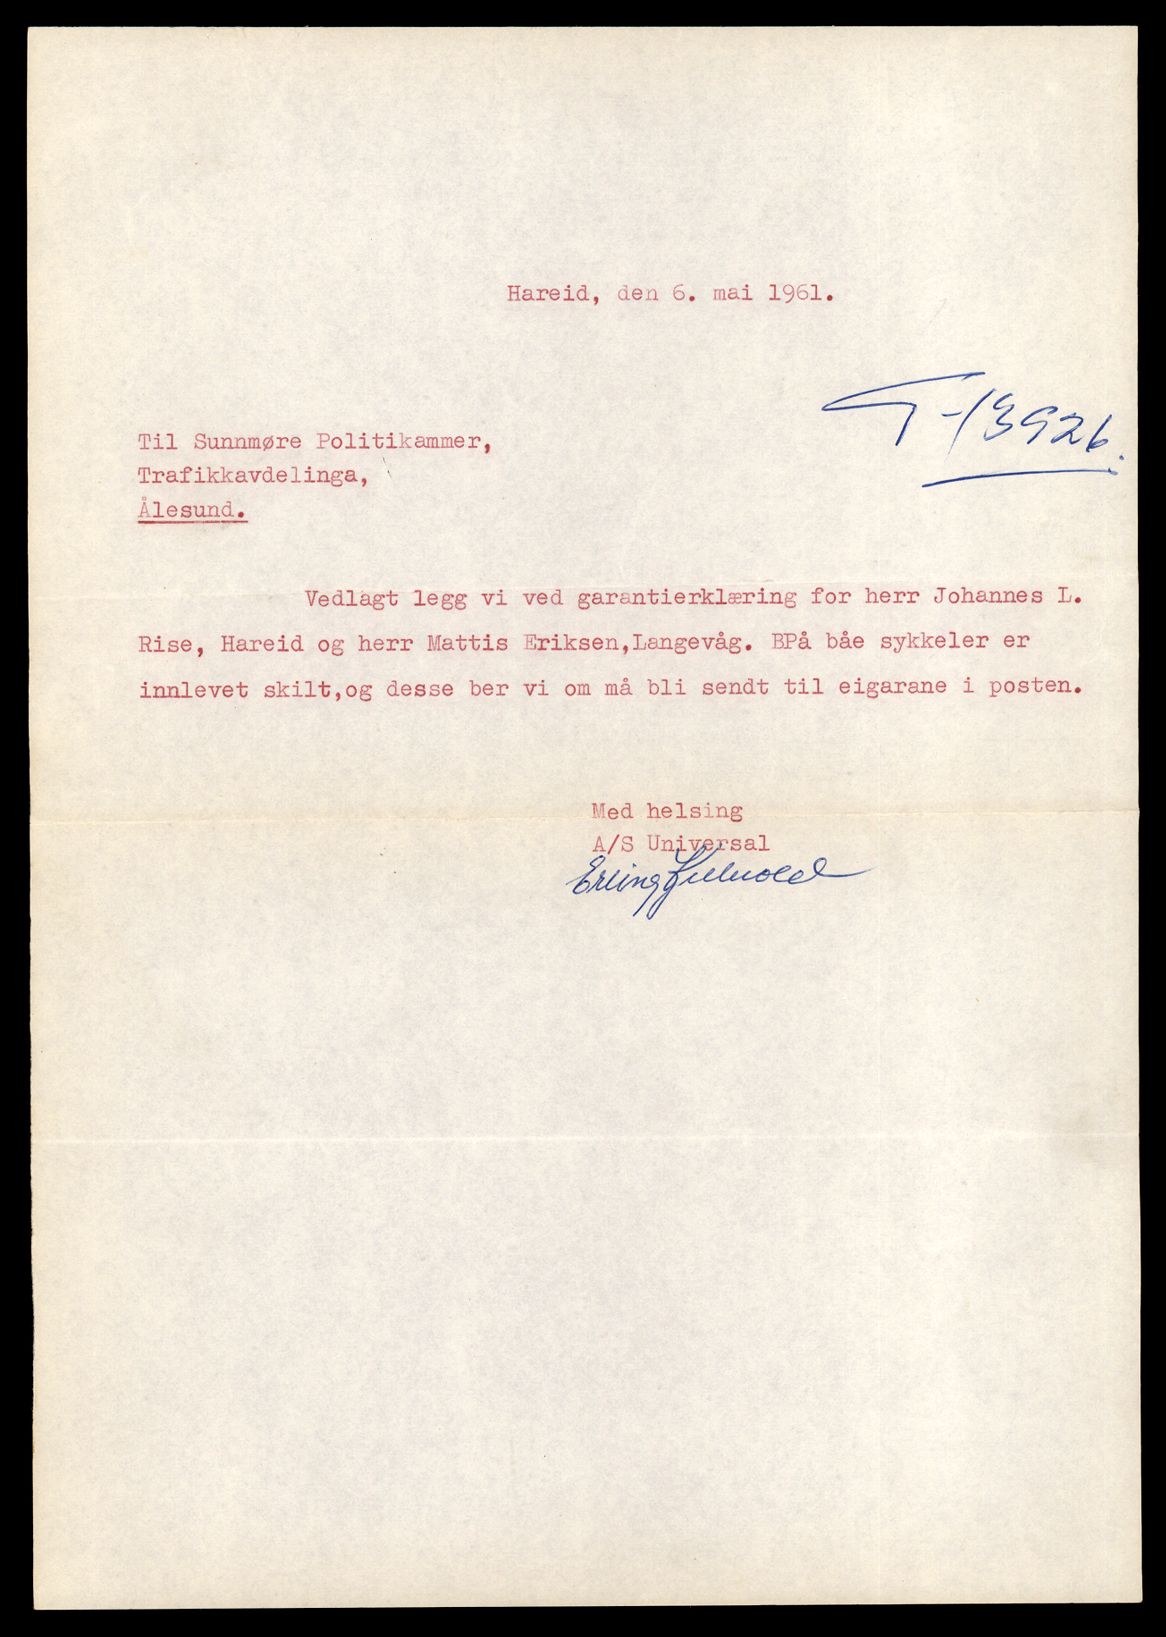 Hareid, den 6. mai 1961.
T-13926.
Til Sunnmøre Politikammer,
Trafikkavdelinga,
Ålesund.
Vedlagt legg vi ved garantierklæring for herr Johannes L.
Rise, Hareid og herr Mattis Eriksen,Langevåg. BPå båe sykkeler er
innlevet skilt,og desse ber vi om må bli sendt til eigarane i posten.
Med helsing
A/S Universal
Erling